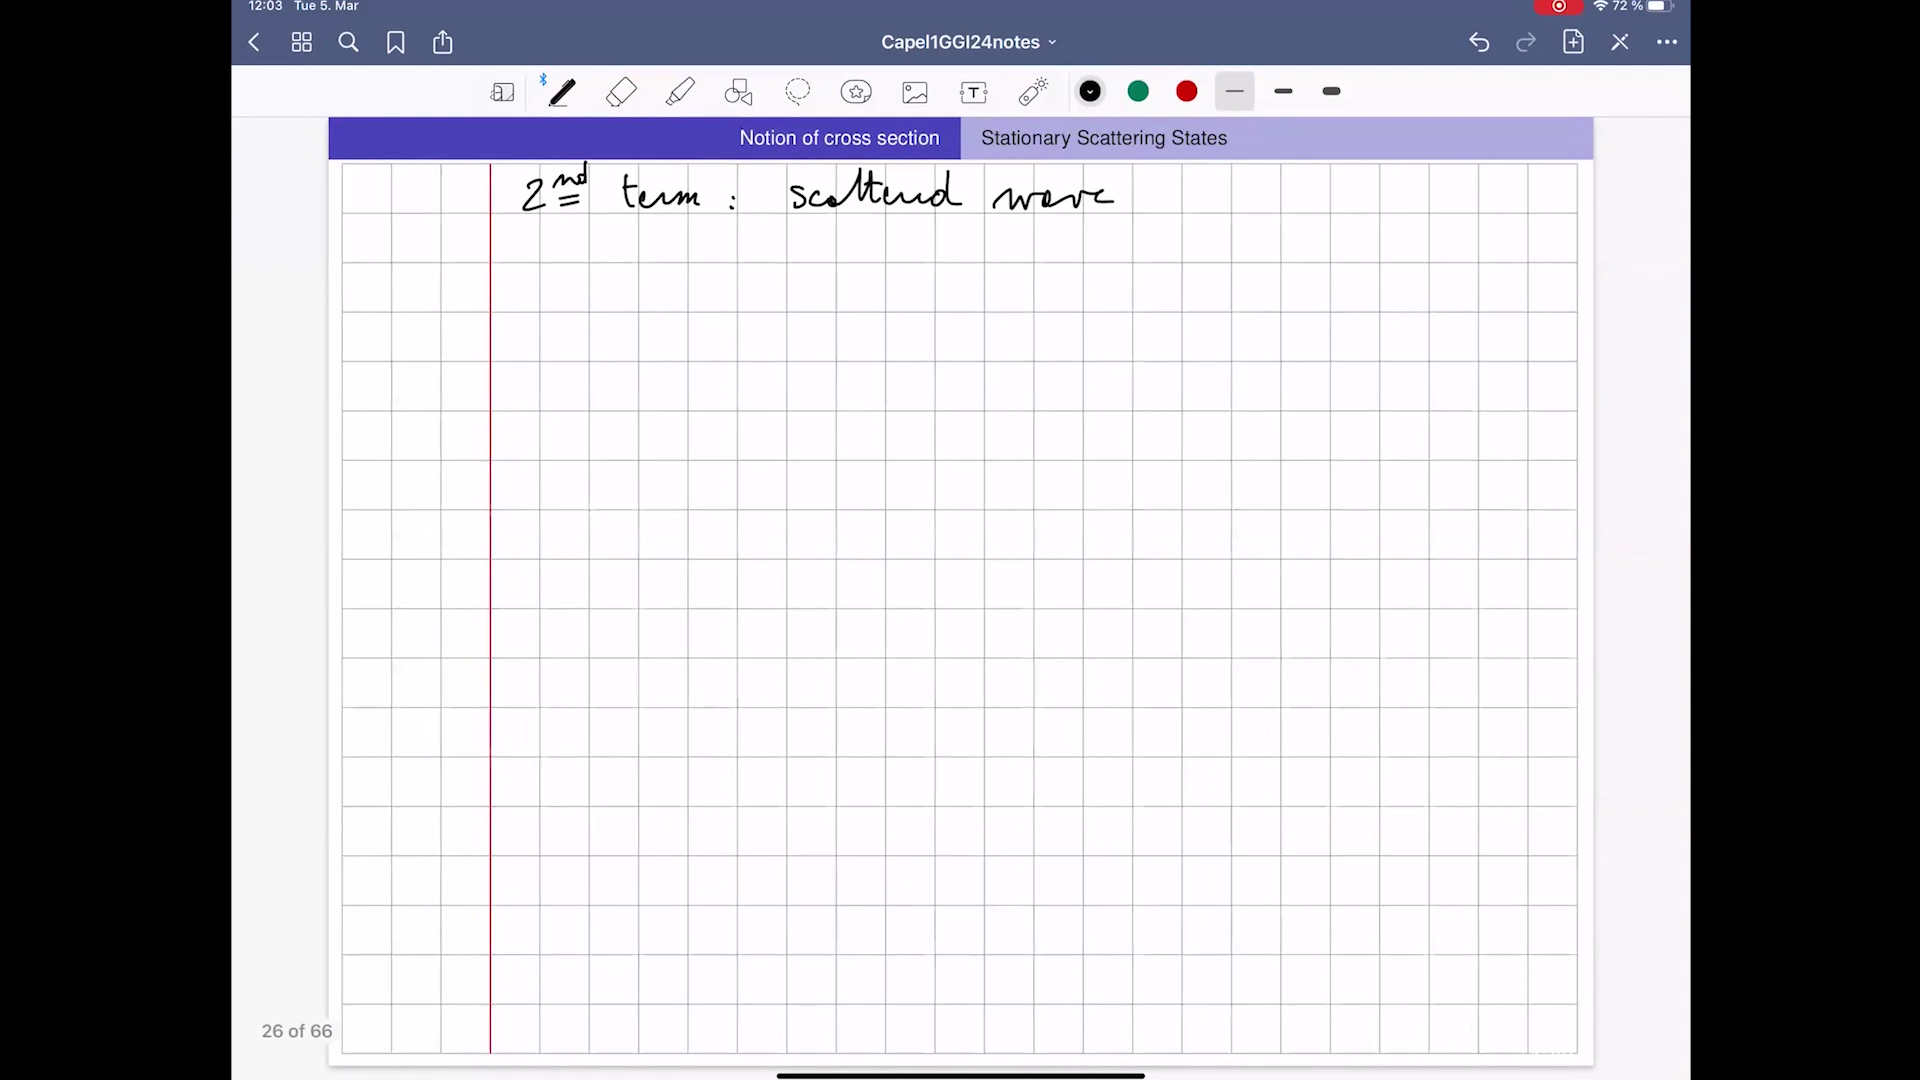 12:03 Tue 5. Mar
72 %
Capel1GGI24notes
Notion of cross section
Stationary Scattering States
2nd term : scattered wave
26 of 66